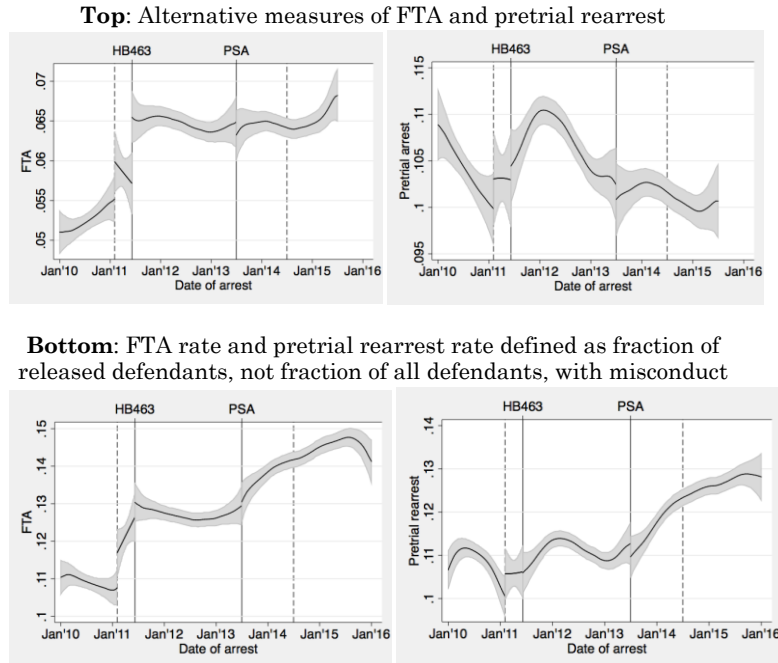 Top: Alternative measures of FTA and pretrial rearrest
HB463 PSA
FTA
.07
.065
.06
.055
.05
Jan'10 Jan'11 Jan'12 Jan'13 Jan'14 Jan'15 Jan'16
Date of arrest
HB463 PSA
Pretrial arrest
.115
.11
.105
.1
.095
Jan'10 Jan'11 Jan'12 Jan'13 Jan'14 Jan'15 Jan'16
Date of arrest
Bottom: FTA rate and pretrial rearrest rate defined as fraction of
released defendants, not fraction of all defendants, with misconduct
HB463 PSA
FTA
.15
.14
.13
.12
.11
.1
Jan'10 Jan'11 Jan'12 Jan'13 Jan'14 Jan'15 Jan'16
Date of arrest
HB463 PSA
Pretrial rearrest
.14
.13
.12
.11
.1
Jan'10 Jan'11 Jan'12 Jan'13 Jan'14 Jan'15 Jan'16
Date of arrest